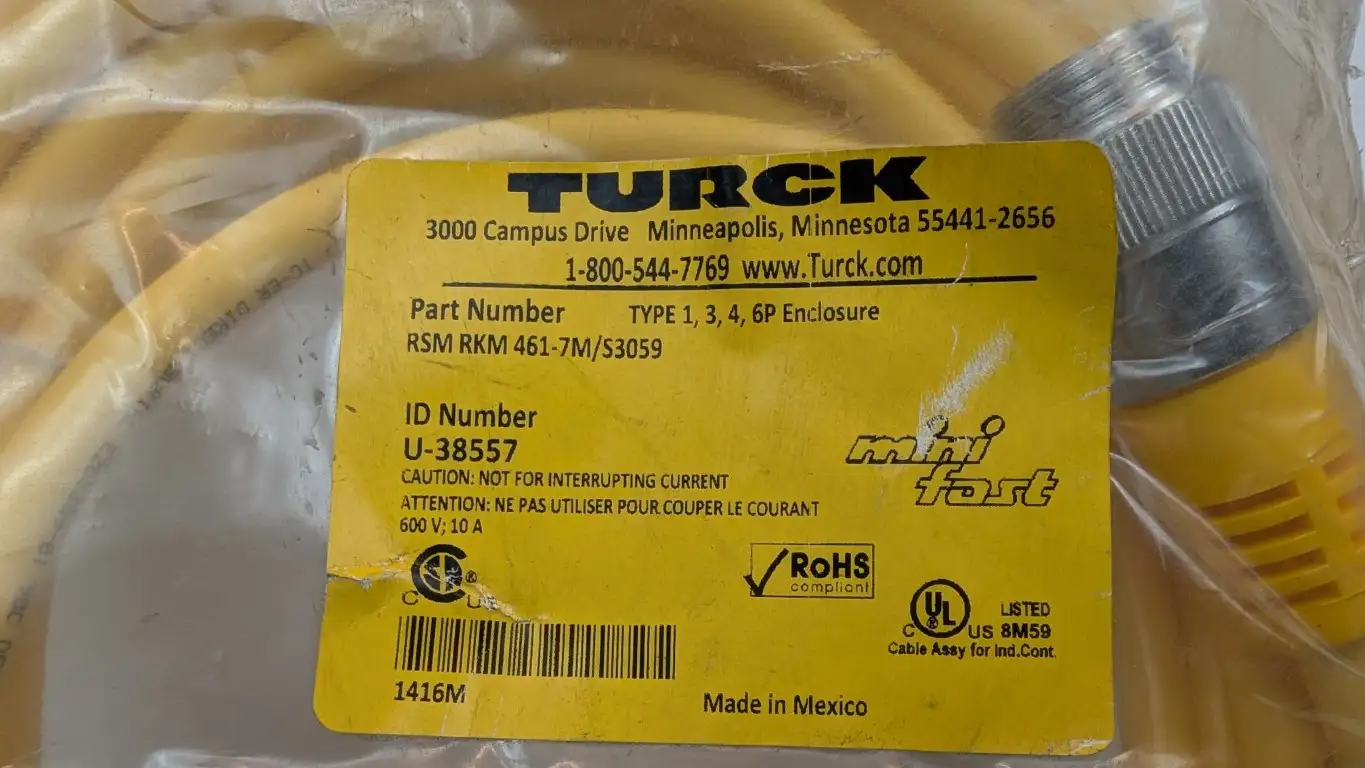 TURCK
3000 Campus Drive Minneapolis, Minnesota 55441-2656
1-800-544-7769 www.Turck.com
Part Number TYPE 1, 3, 4, 6P Enclosure
RSM RKM 461-7M/S3059
ID Number
U-38557
mini
fast
CAUTION: NOT FOR INTERRUPTING CURRENT
ATTENTION: NE PAS UTILISER POUR COUPER LE COURANT
600 V; 10 A
C US
RoHS
compliant
C UL US LISTED
8M59
Cable Assy for Ind.Cont.
1416M
Made in Mexico